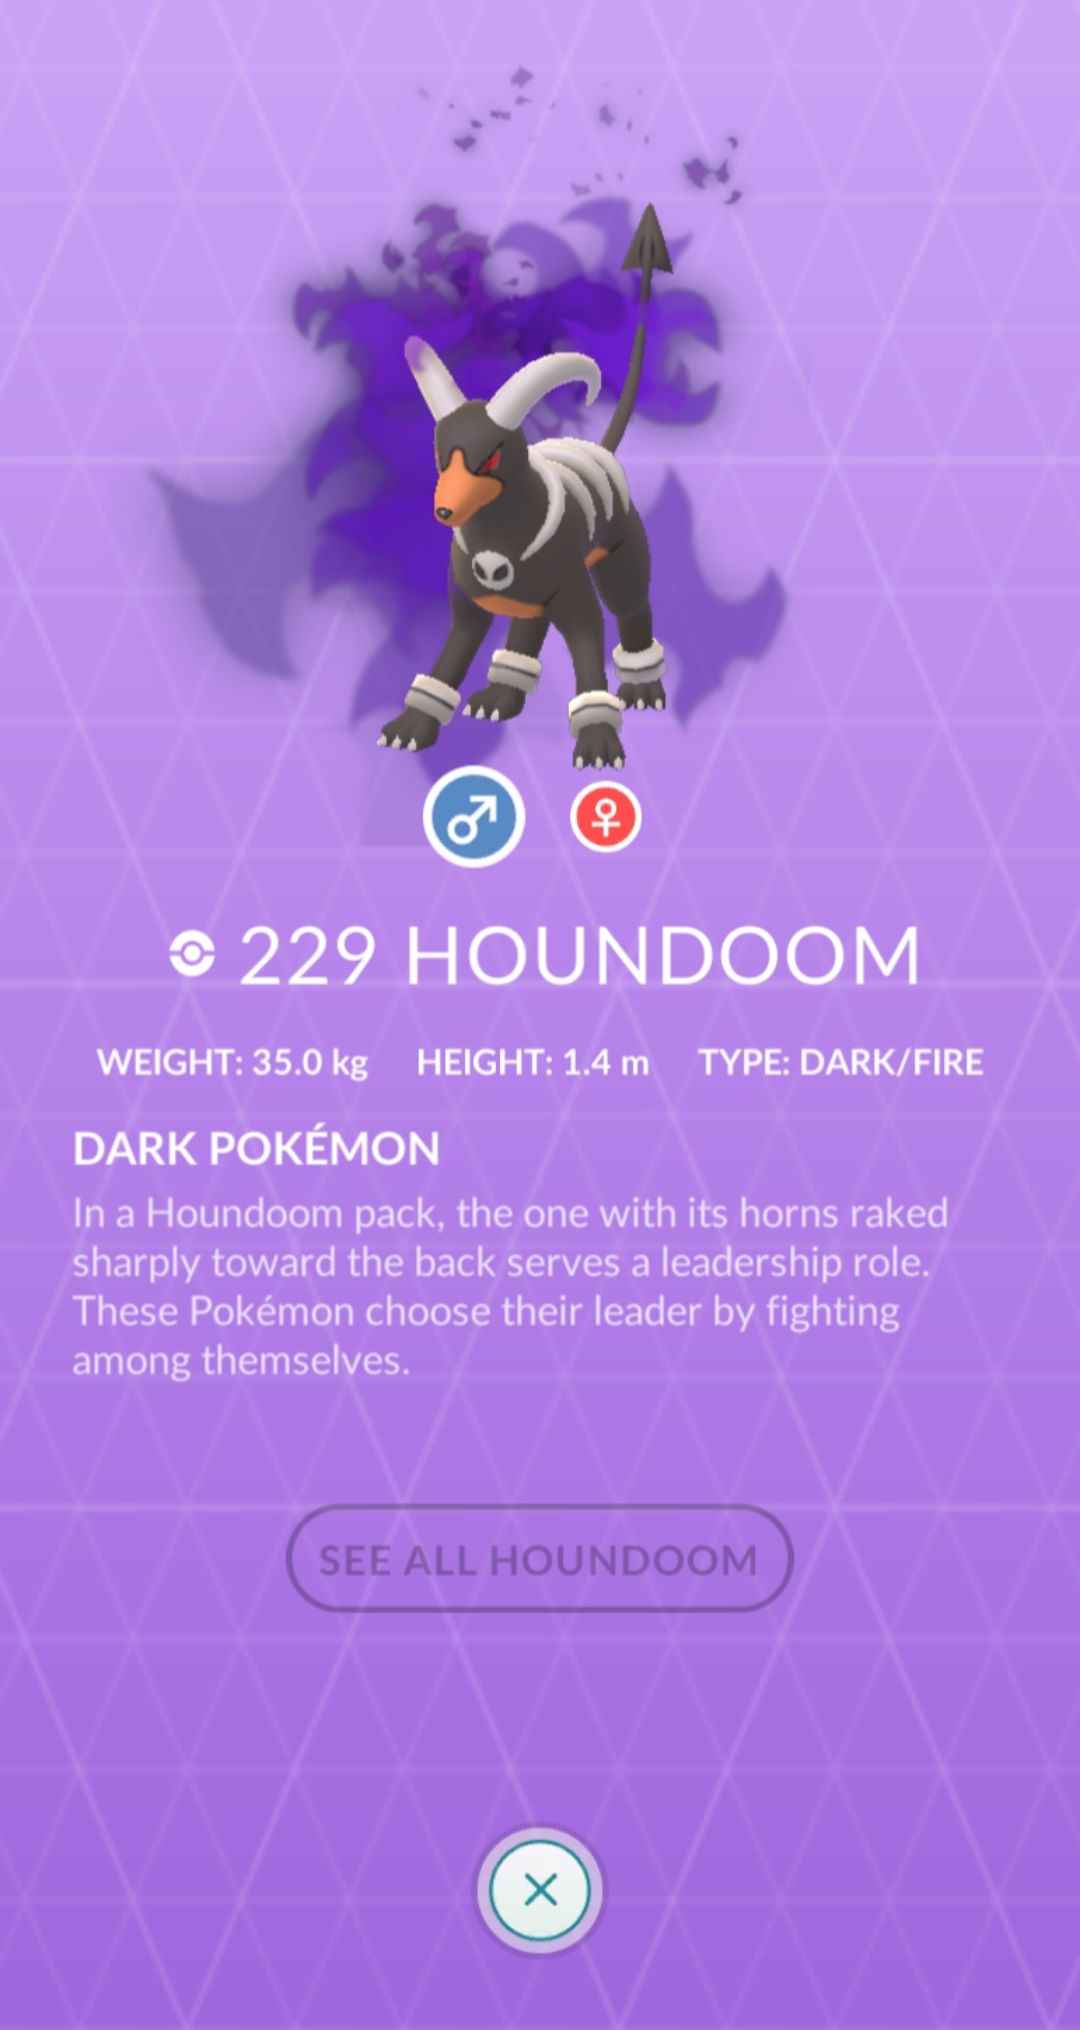 229 HOUNDOOM
WEIGHT: 35.0 kg HEIGHT: 1.4 m TYPE: DARK/FIRE
DARK POKÉMON
In a Houndoom pack, the one with its horns raked
sharply toward the back serves a leadership role.
These Pokémon choose their leader by fighting
among themselves.
SEE ALL HOUNDOOM